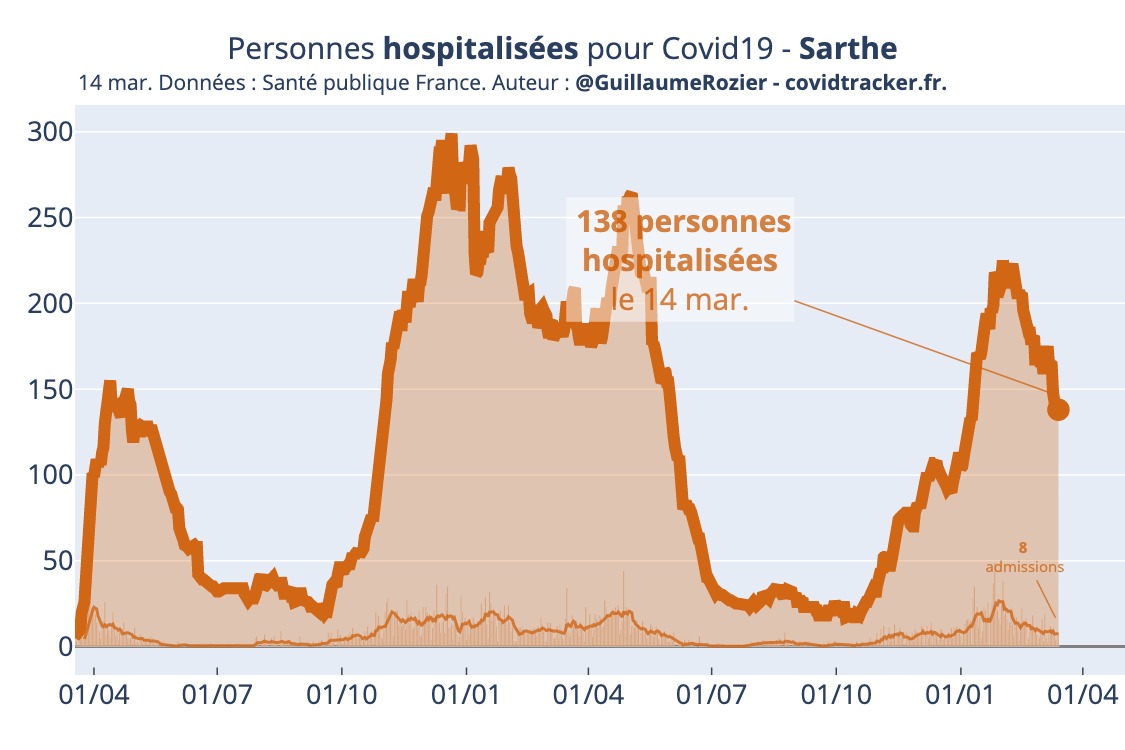 Personnes hospitalisées pour Covid19 - Sarthe
14 mar. Données : Santé publique France. Auteur : @GuillaumeRozier - covidtracker.fr.
300
250
200
150
100
50
0
138 personnes
hospitalisées
le 14 mar.
8
admissions
01/04 01/07 01/10 01/01 01/04 01/07 01/10 01/01 01/04